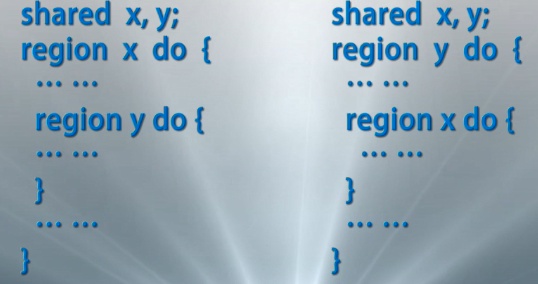 shared x, y;
region x do {
... ...
region y do {
... ...
}
... ...
}
shared x, y;
region y do {
... ...
region x do {
... ...
}
... ...
}